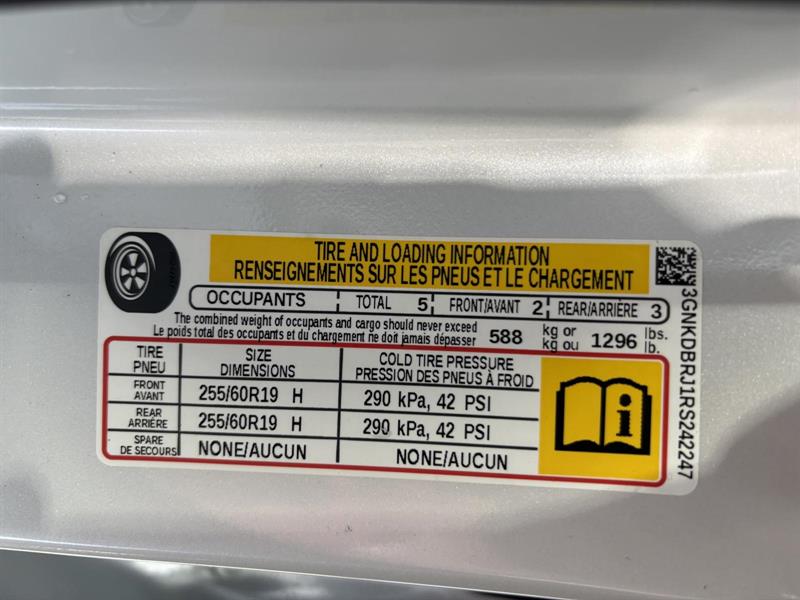 TIRE AND LOADING INFORMATION
RENSEIGNEMENTS SUR LES PNEUS ET LE CHARGEMENT
OCCUPANTS TOTAL 5 FRONT/AVANT 2 REAR/ARRIÈRE 3
The combined weight of occupants and cargo should never exceed
Le poids total des occupants et du chargement ne doit jamais dépasser
588 kg or 1296 lbs.
kg ou lb.
TIRE SIZE COLD TIRE PRESSURE
PNEU DIMENSIONS PRESSION DES PNEUS À FROID
FRONT
AVANT 255/60R19 H 290 kPa, 42 PSI
REAR
ARRIÈRE 255/60R19 H 290 kPa, 42 PSI
SPARE
DE SECOURS NONE/AUCUN NONE/AUCUN
i
3GNKDBRJ1RS242247